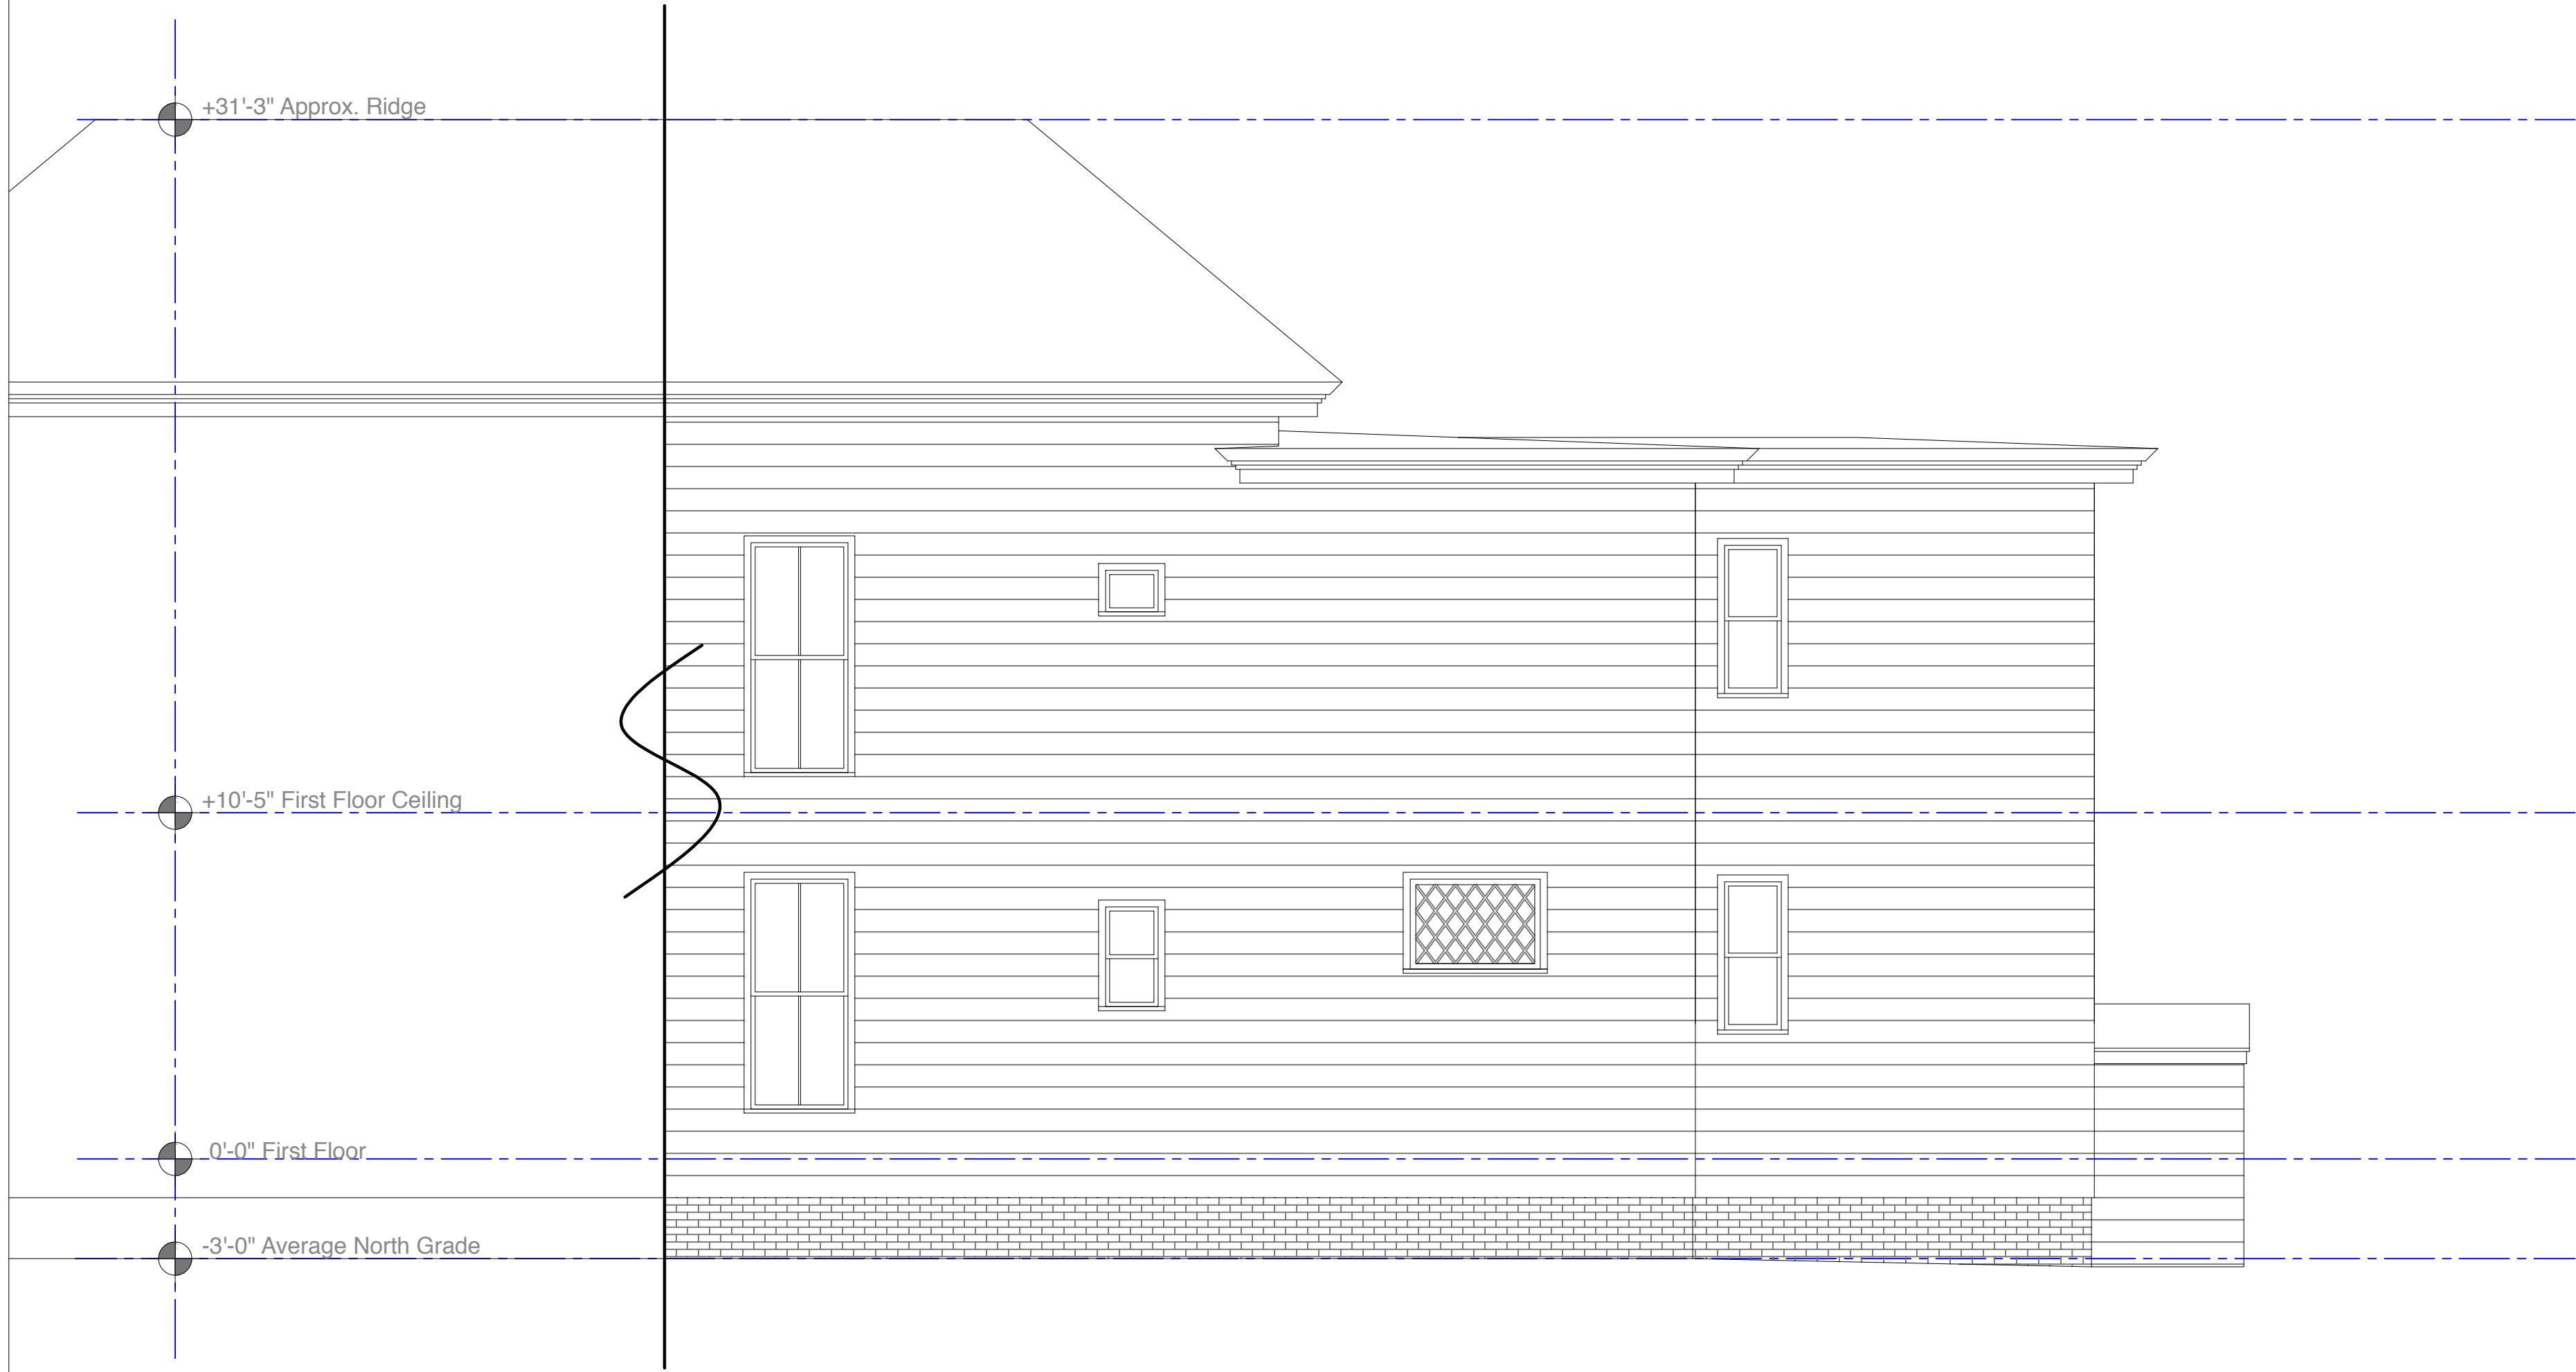 +31'-3" Approx. Ridge
+10'-5" First Floor Ceiling
0'-0" First Floor
-3'-0" Average North Grade